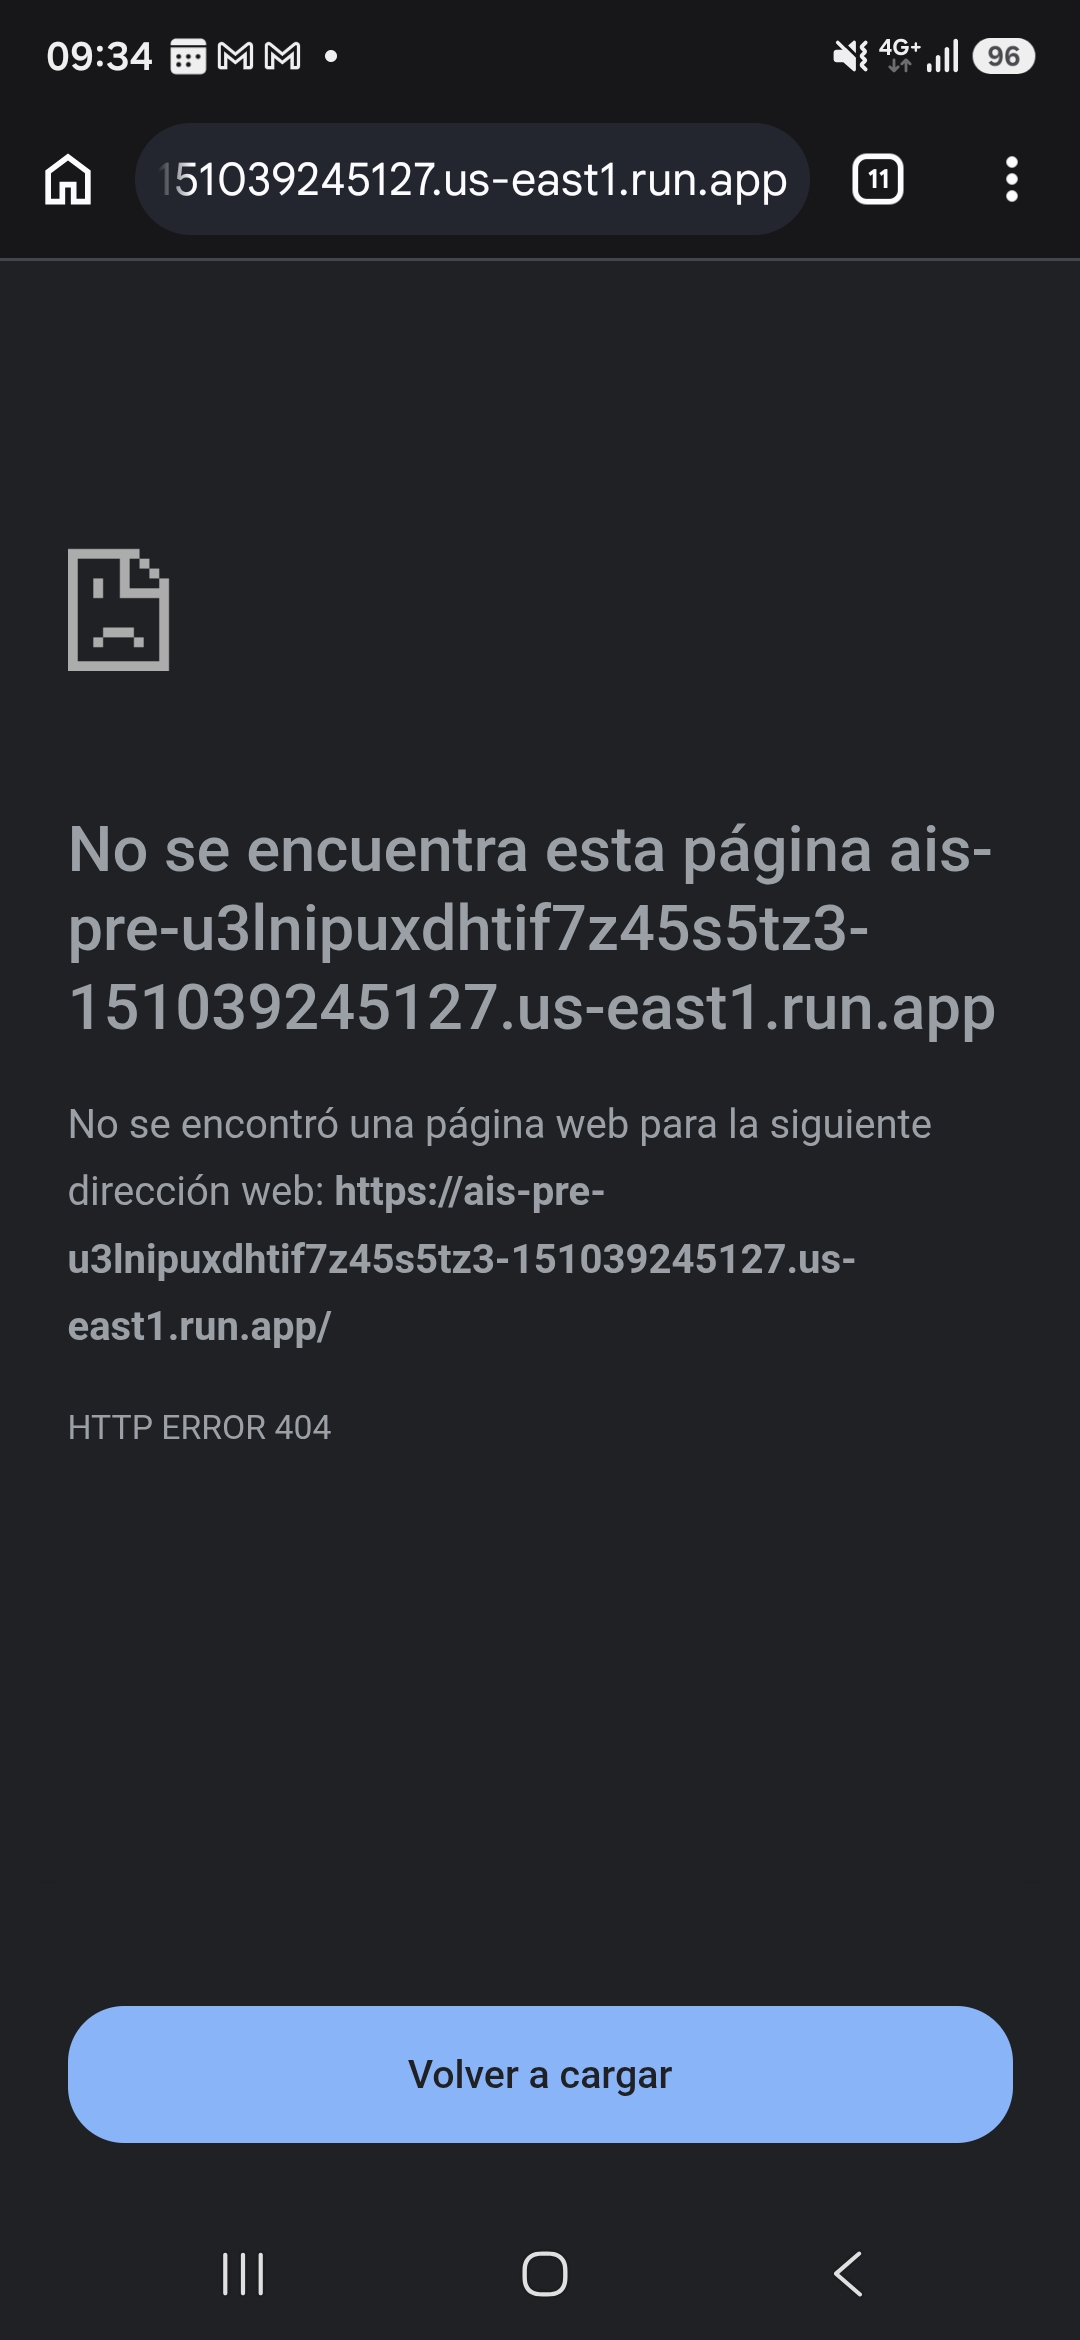 09:34
4G+
96
151039245127.us-east1.run.app
11
No se encuentra esta página ais-
pre-u3lnipuxdhtif7z45s5tz3-
151039245127.us-east1.run.app
No se encontró una página web para la siguiente
dirección web: https://ais-pre-
u3lnipuxdhtif7z45s5tz3-151039245127.us-
east1.run.app/
HTTP ERROR 404
Volver a cargar